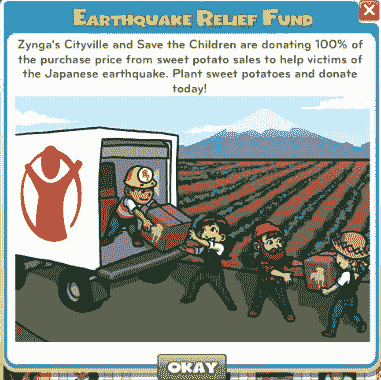 EARTHQUAKE RELIEF FUND
Zynga's Cityville and Save the Children are donating 100% of
the purchase price from sweet potato sales to help victims of
the Japanese earthquake. Plant sweet potatoes and donate
today!
OKAY